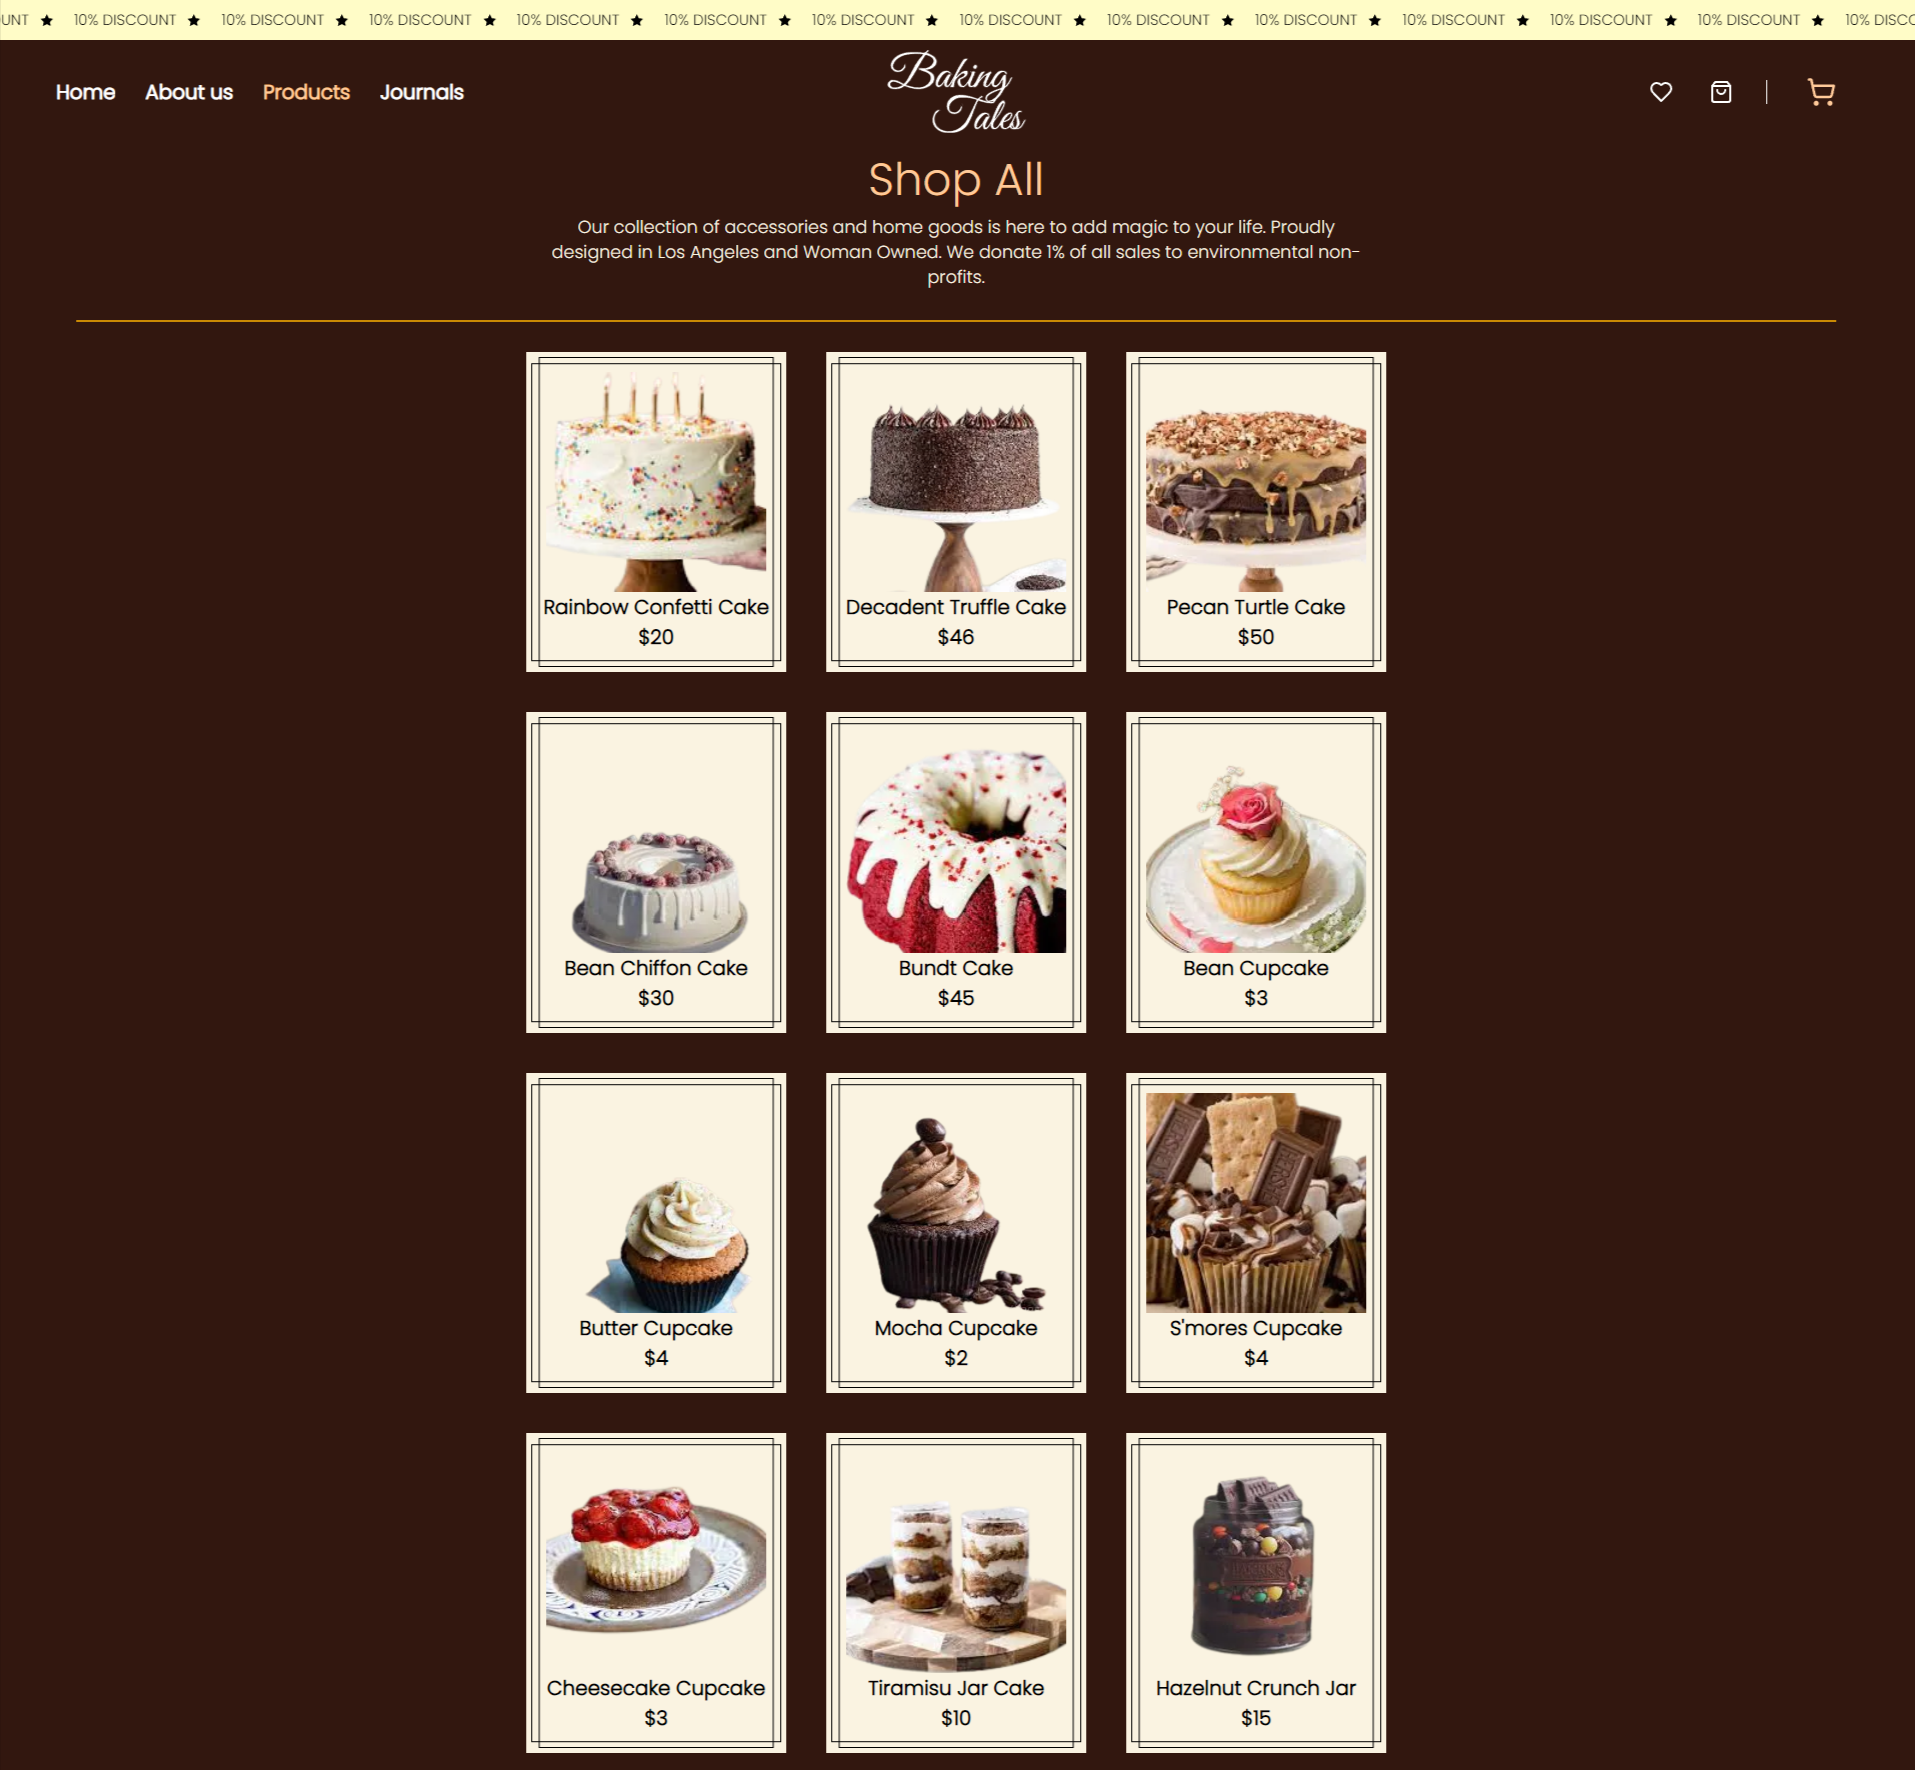 UNT ★ 10% DISCOUNT ★ 10% DISCOUNT ★ 10% DISCOUNT ★ 10% DISCOUNT ★ 10% DISCOUNT ★ 10% DISCOUNT ★ 10% DISCOUNT ★ 10% DISCOUNT ★ 10% DISCOUNT ★ 10% DISCOUNT ★ 10% DISCOUNT ★ 10% DISCOUNT ★ 10% DISC
Home About us Products Journals
Baking
Tales
Shop All
Our collection of accessories and home goods is here to add magic to your life. Proudly
designed in Los Angeles and Woman Owned. We donate 1% of all sales to environmental non-
profits.
Rainbow Confetti Cake
$20
Decadent Truffle Cake
$46
Pecan Turtle Cake
$50
Bean Chiffon Cake
$30
Bundt Cake
$45
Bean Cupcake
$3
Butter Cupcake
$4
Mocha Cupcake
$2
HERSHEY
S'mores Cupcake
$4
Cheesecake Cupcake
$3
Tiramisu Jar Cake
$10
Hazelnut Crunch Jar
$15